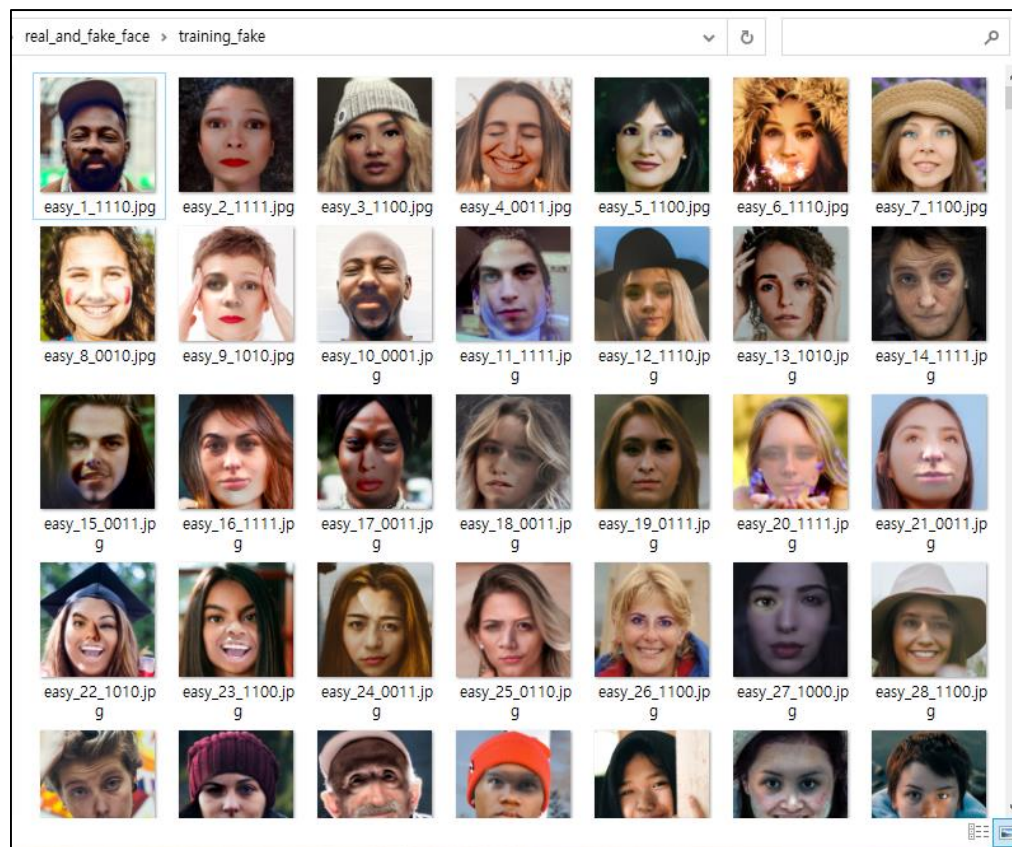 real_and_fake_face > training_fake
easy_1_1110.jpg easy_2_1111.jpg easy_3_1100.jpg easy_4_0011.jpg easy_5_1100.jpg easy_6_1110.jpg easy_7_1100.jpg
easy_8_0010.jpg easy_9_1010.jpg easy_10_0001.jp easy_11_1111.jp easy_12_1110.jp easy_13_1010.jp easy_14_1111.jp
g g g g g
easy_15_0011.jp easy_16_1111.jp easy_17_0011.jp easy_18_0011.jp easy_19_0111.jp easy_20_1111.jp easy_21_0011.jp
g g g g g g g
easy_22_1010.jp easy_23_1100.jp easy_24_0011.jp easy_25_0110.jp easy_26_1100.jp easy_27_1000.jp easy_28_1100.jp
g g g g g g g